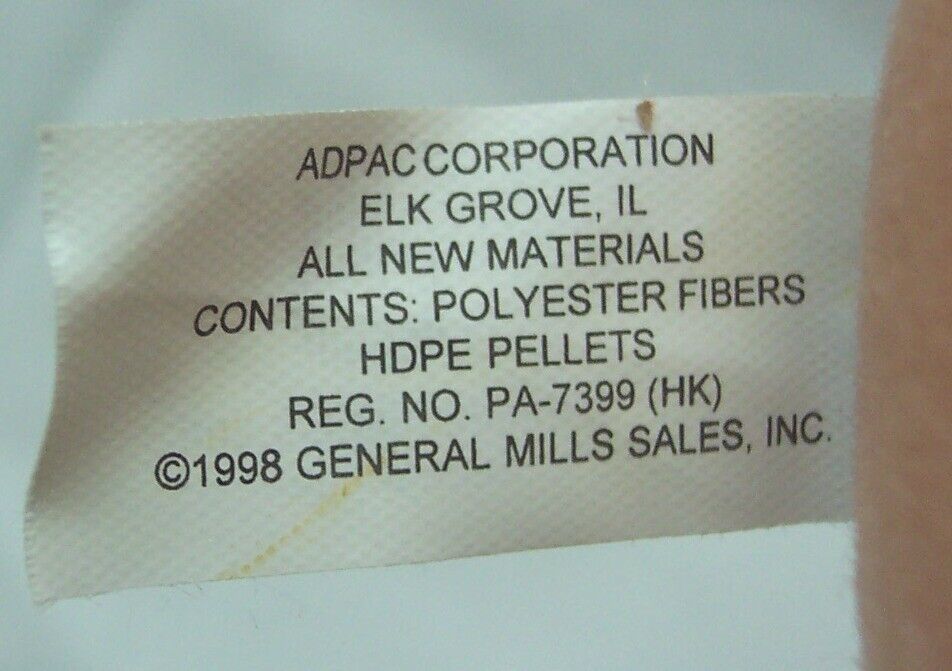 ADPAC CORPORATION
ELK GROVE, IL
ALL NEW MATERIALS
CONTENTS: POLYESTER FIBERS
HDPE PELLETS
REG. NO. PA-7399 (HK)
©1998 GENERAL MILLS SALES, INC.